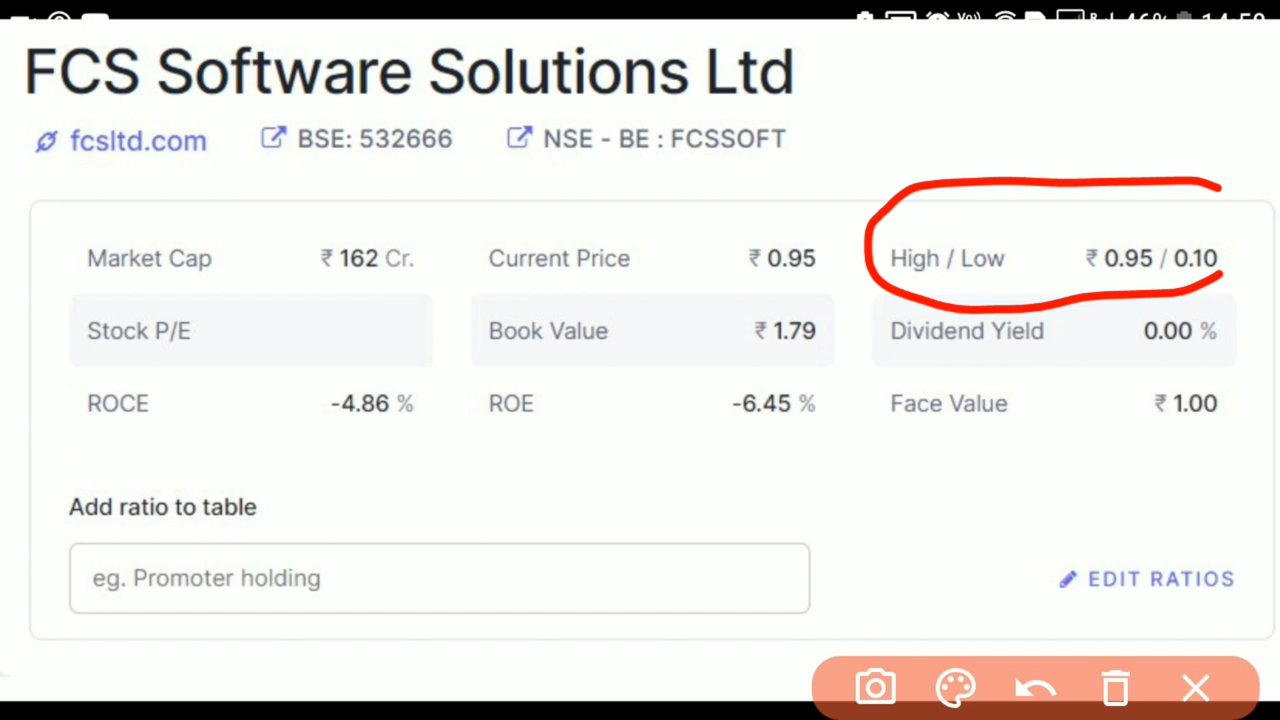 FCS Software Solutions Ltd
fcsltd.com BSE: 532666 NSE - BE : FCSSOFT
Market Cap ₹ 162 Cr. Current Price ₹ 0.95 High / Low ₹ 0.95 / 0.10
Stock P/E Book Value ₹ 1.79 Dividend Yield 0.00 %
ROCE -4.86 % ROE -6.45 % Face Value ₹ 1.00
Add ratio to table
eg. Promoter holding
EDIT RATIOS